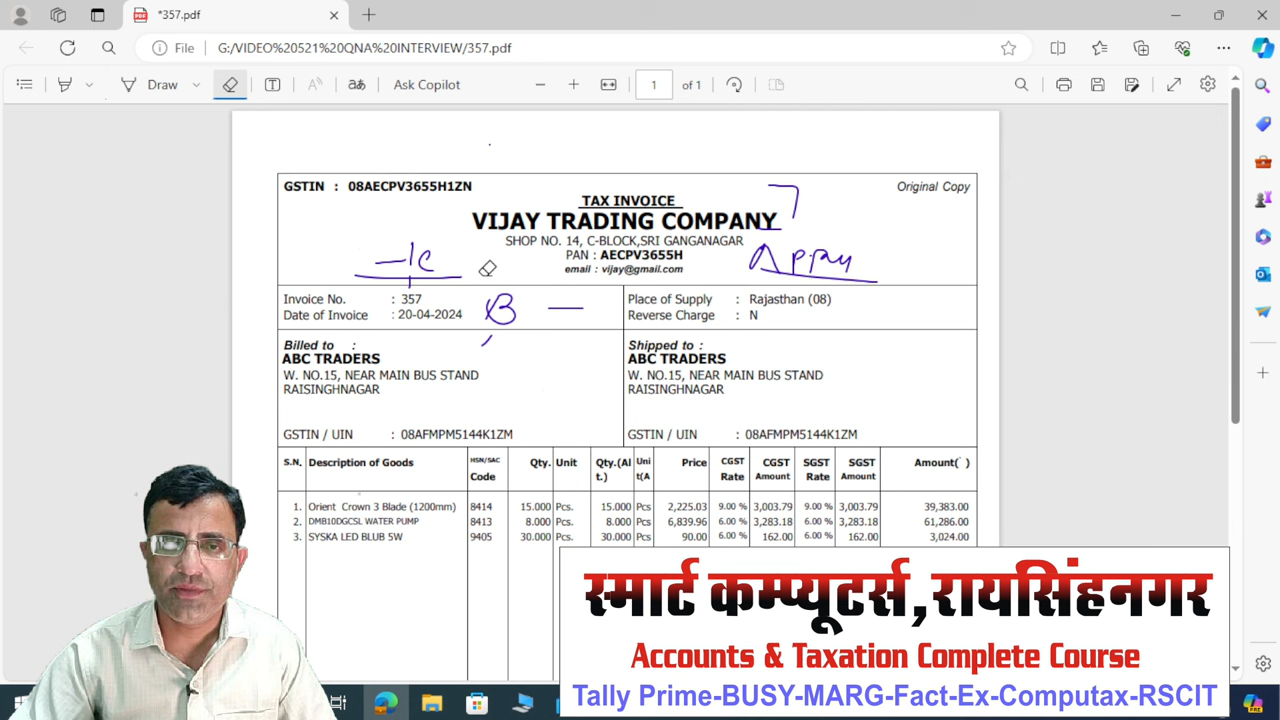 *357.pdf
File G:/VIDEO%20521%20QNA%20INTERVIEW/357.pdf
Draw Ask Copilot 1 of 1
GSTIN : 08AECPV3655H1ZN
Original Copy
TAX INVOICE
VIJAY TRADING COMPANY
SHOP NO. 14, C-BLOCK,SRI GANGANAGAR
PAN : AECPV3655H
email : vijay@gmail.com
Invoice No. : 357
Date of Invoice : 20-04-2024
B
Place of Supply : Rajasthan (08)
Reverse Charge : N
Billed to :
ABC TRADERS
W. NO.15, NEAR MAIN BUS STAND
RAISINGHNAGAR
GSTIN / UIN : 08AFMPM5144K1ZM
Shipped to :
ABC TRADERS
W. NO.15, NEAR MAIN BUS STAND
RAISINGHNAGAR
GSTIN / UIN : 08AFMPM5144K1ZM
S.N. Description of Goods HSN/SAC Code Qty. Unit Qty.(Alt.) Unit(A Price CGST Rate CGST Amount SGST Rate SGST Amount Amount( )
1. Orient Crown 3 Blade (1200mm) 8414 15.000 Pcs. 15.000 Pcs 2,225.03 9.00 % 3,003.79 9.00 % 3,003.79 39,383.00
2. DMB10DGCSL WATER PUMP 8413 8.000 Pcs. 8.000 Pcs 6,839.96 6.00 % 3,283.18 6.00 % 3,283.18 61,286.00
3. SYSKA LED BLUB 5W 9405 30.000 Pcs. 30.000 Pcs 90.00 6.00 % 162.00 6.00 % 162.00 3,024.00
स्मार्ट कम्प्यूटर्स,रायसिंहनगर
Accounts & Taxation Complete Course
Tally Prime-BUSY-MARG-Fact-Ex-Computax-RSCIT